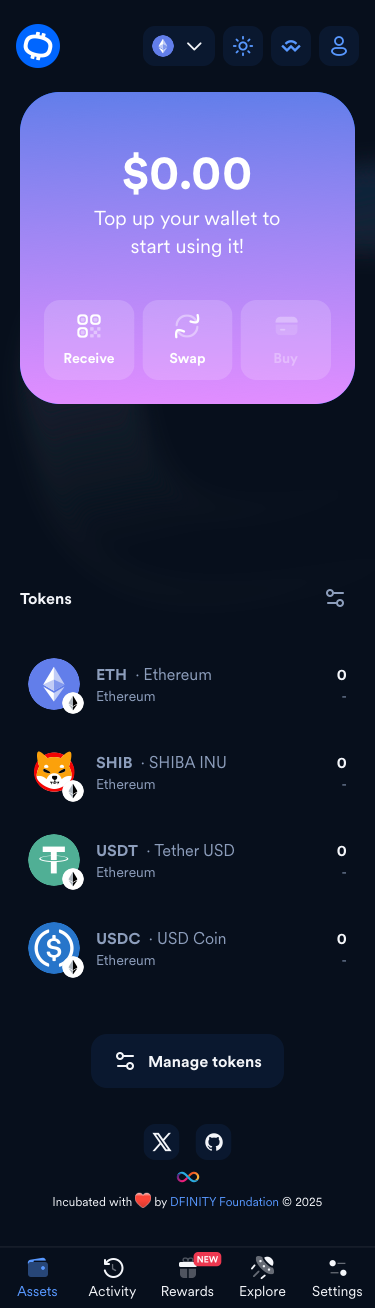 $0.00
Top up your wallet to
start using it!
Receive
Swap
Buy
Tokens
ETH · Ethereum
0
Ethereum
-
SHIB · SHIBA INU
0
Ethereum
-
USDT · Tether USD
0
Ethereum
-
USDC · USD Coin
0
Ethereum
-
Manage tokens
Incubated with ❤️ by DFINITY Foundation © 2025
NEW
Assets
Activity
Rewards
Explore
Settings